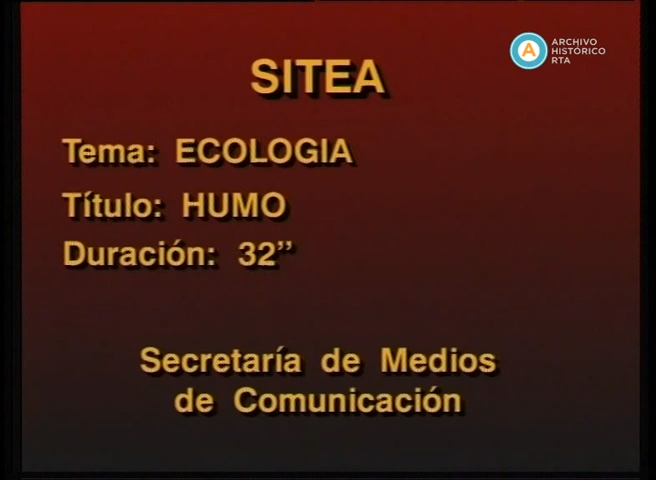 SITEA
A
ARCHIVO
HISTÓRICO
RTA
Tema: ECOLOGIA
Título: HUMO
Duración: 32”
Secretaría de Medios
de Comunicación